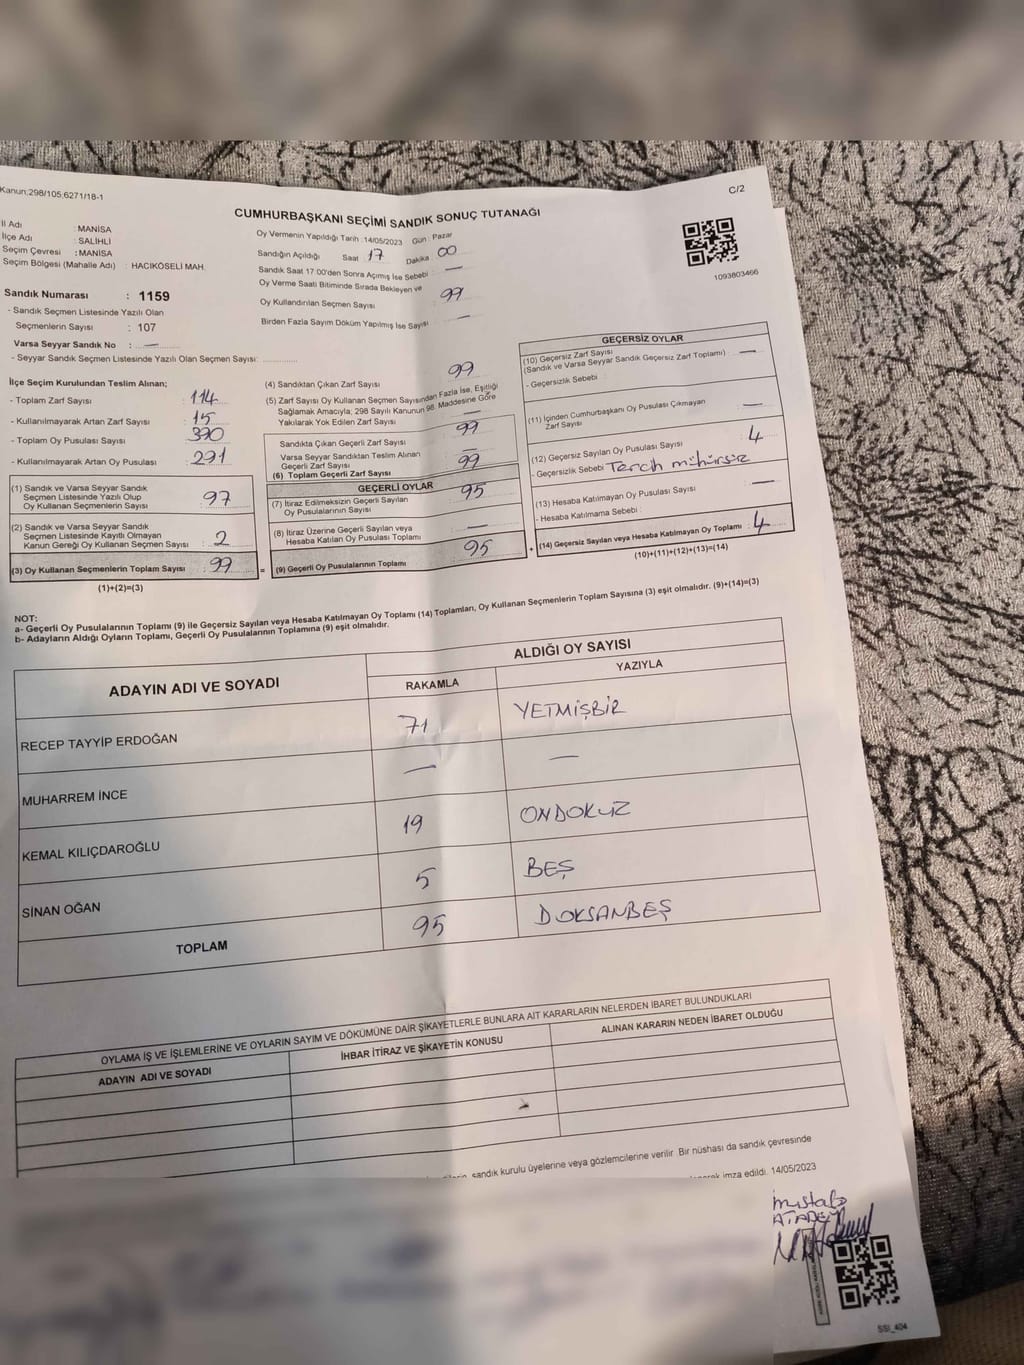 Kanun;298/105;6271/18-1
C/2
CUMHURBAŞKANI SEÇİMİ SANDIK SONUÇ TUTANAĞI
İl Adı : MANİSA
İlçe Adı : SALİHLİ
Seçim Çevresi : MANİSA
Seçim Bölgesi (Mahalle Adı) : HACIKÖSELİ MAH.
Sandık Numarası : 1159
- Sandık Seçmen Listesinde Yazılı Olan
Seçmenlerin Sayısı : 107
Varsa Seyyar Sandık No : —
- Seyyar Sandık Seçmen Listesinde Yazılı Olan Seçmen Sayısı:
Oy Vermenin Yapıldığı Tarih :14/05/2023 Gün : Pazar
Sandığın Açıldığı Saat 17 Dakika 00
Sandık Saat 17:00'den Sonra Açımış İse Sebebi —
Oy Verme Saati Bitiminde Sırada Bekleyen ve
Oy Kullandırılan Seçmen Sayısı 99
Birden Fazla Sayım Döküm Yapılmış İse Sayısı —
1093803466
İlçe Seçim Kurulundan Teslim Alınan;
- Toplam Zarf Sayısı : 114
- Kullanılmayarak Artan Zarf Sayısı : 15
- Toplam Oy Pusulası Sayısı : 390
- Kullanılmayarak Artan Oy Pusulası : 291
(1) Sandık ve Varsa Seyyar Sandık
Seçmen Listesinde Yazılı Olup
Oy Kullanan Seçmenlerin Sayısı : 97
(2) Sandık ve Varsa Seyyar Sandık
Seçmen Listesinde Kayıtlı Olmayan
Kanun Gereği Oy Kullanan Seçmen Sayısı : 2
(3) Oy Kullanan Seçmenlerin Toplam Sayısı : 99
(1)+(2)=(3)
(4) Sandıktan Çıkan Zarf Sayısı 99
(5) Zarf Sayısı Oy Kullanan Seçmen Sayısından Fazla İse, Eşitliği
Sağlamak Amacıyla; 298 Sayılı Kanunun 98. Maddesine Göre
Yakılarak Yok Edilen Zarf Sayısı —
Sandıkta Çıkan Geçerli Zarf Sayısı 99
Varsa Seyyar Sandıktan Teslim Alınan
Geçerli Zarf Sayısı
(6) Toplam Geçerli Zarf Sayısı 99
GEÇERLİ OYLAR
(7) İtiraz Edilmeksizin Geçerli Sayılan
Oy Pusulalarının Sayısı 95
(8) İtiraz Üzerine Geçerli Sayılan veya
Hesaba Katılan Oy Pusulası Toplamı —
= (9) Geçerli Oy Pusulalarının Toplamı 95
GEÇERSİZ OYLAR
(10) Geçersiz Zarf Sayısı
(Sandık ve Varsa Seyyar Sandık Geçersiz Zarf Toplamı) —
- Geçersizlik Sebebi :
(11) İçinden Cumhurbaşkanı Oy Pusulası Çıkmayan
Zarf Sayısı —
(12) Geçersiz Sayılan Oy Pusulası Sayısı 4
- Geçersizlik Sebebi Tercih mühürsüz
(13) Hesaba Katılmayan Oy Pusulası Sayısı —
- Hesaba Katılmama Sebebi :
+ (14) Geçersiz Sayılan veya Hesaba Katılmayan Oy Toplamı : 4
(10)+(11)+(12)+(13)=(14)
NOT:
a- Geçerli Oy Pusulalarının Toplamı (9) ile Geçersiz Sayılan veya Hesaba Katılmayan Oy Toplamı (14) Toplamları, Oy Kullanan Seçmenlerin Toplam Sayısına (3) eşit olmalıdır. (9)+(14)=(3)
b- Adayların Aldığı Oyların Toplamı, Geçerli Oy Pusulalarının Toplamına (9) eşit olmalıdır.
ADAYIN ADI VE SOYADI
ALDIĞI OY SAYISI
RAKAMLA YAZIYLA
RECEP TAYYİP ERDOĞAN 71 YETMİŞBİR
MUHARREM İNCE — —
KEMAL KILIÇDAROĞLU 19 ONDOKUZ
SİNAN OĞAN 5 BEŞ
TOPLAM 95 DOKSANBEŞ
OYLAMA İŞ VE İŞLEMLERİNE VE OYLARIN SAYIM VE DÖKÜMÜNE DAİR ŞİKAYETLERLE BUNLARA AİT KARARLARIN NELERDEN İBARET BULUNDUKLARI
ADAYIN ADI VE SOYADI İHBAR İTİRAZ VE ŞİKAYETİN KONUSU ALINAN KARARIN NEDEN İBARET OLDUĞU
sandık kurulu üyelerine veya gözlemcilerine verilir. Bir nüshası da sandık çevresinde
imza edildi. 14/05/2023
SSI_404